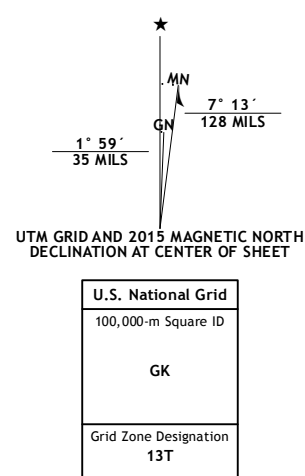 ★
MN
GN
7° 13´
128 MILS
1° 59´
35 MILS
UTM GRID AND 2015 MAGNETIC NORTH
DECLINATION AT CENTER OF SHEET
U.S. National Grid
100,000-m Square ID
GK
Grid Zone Designation
13T